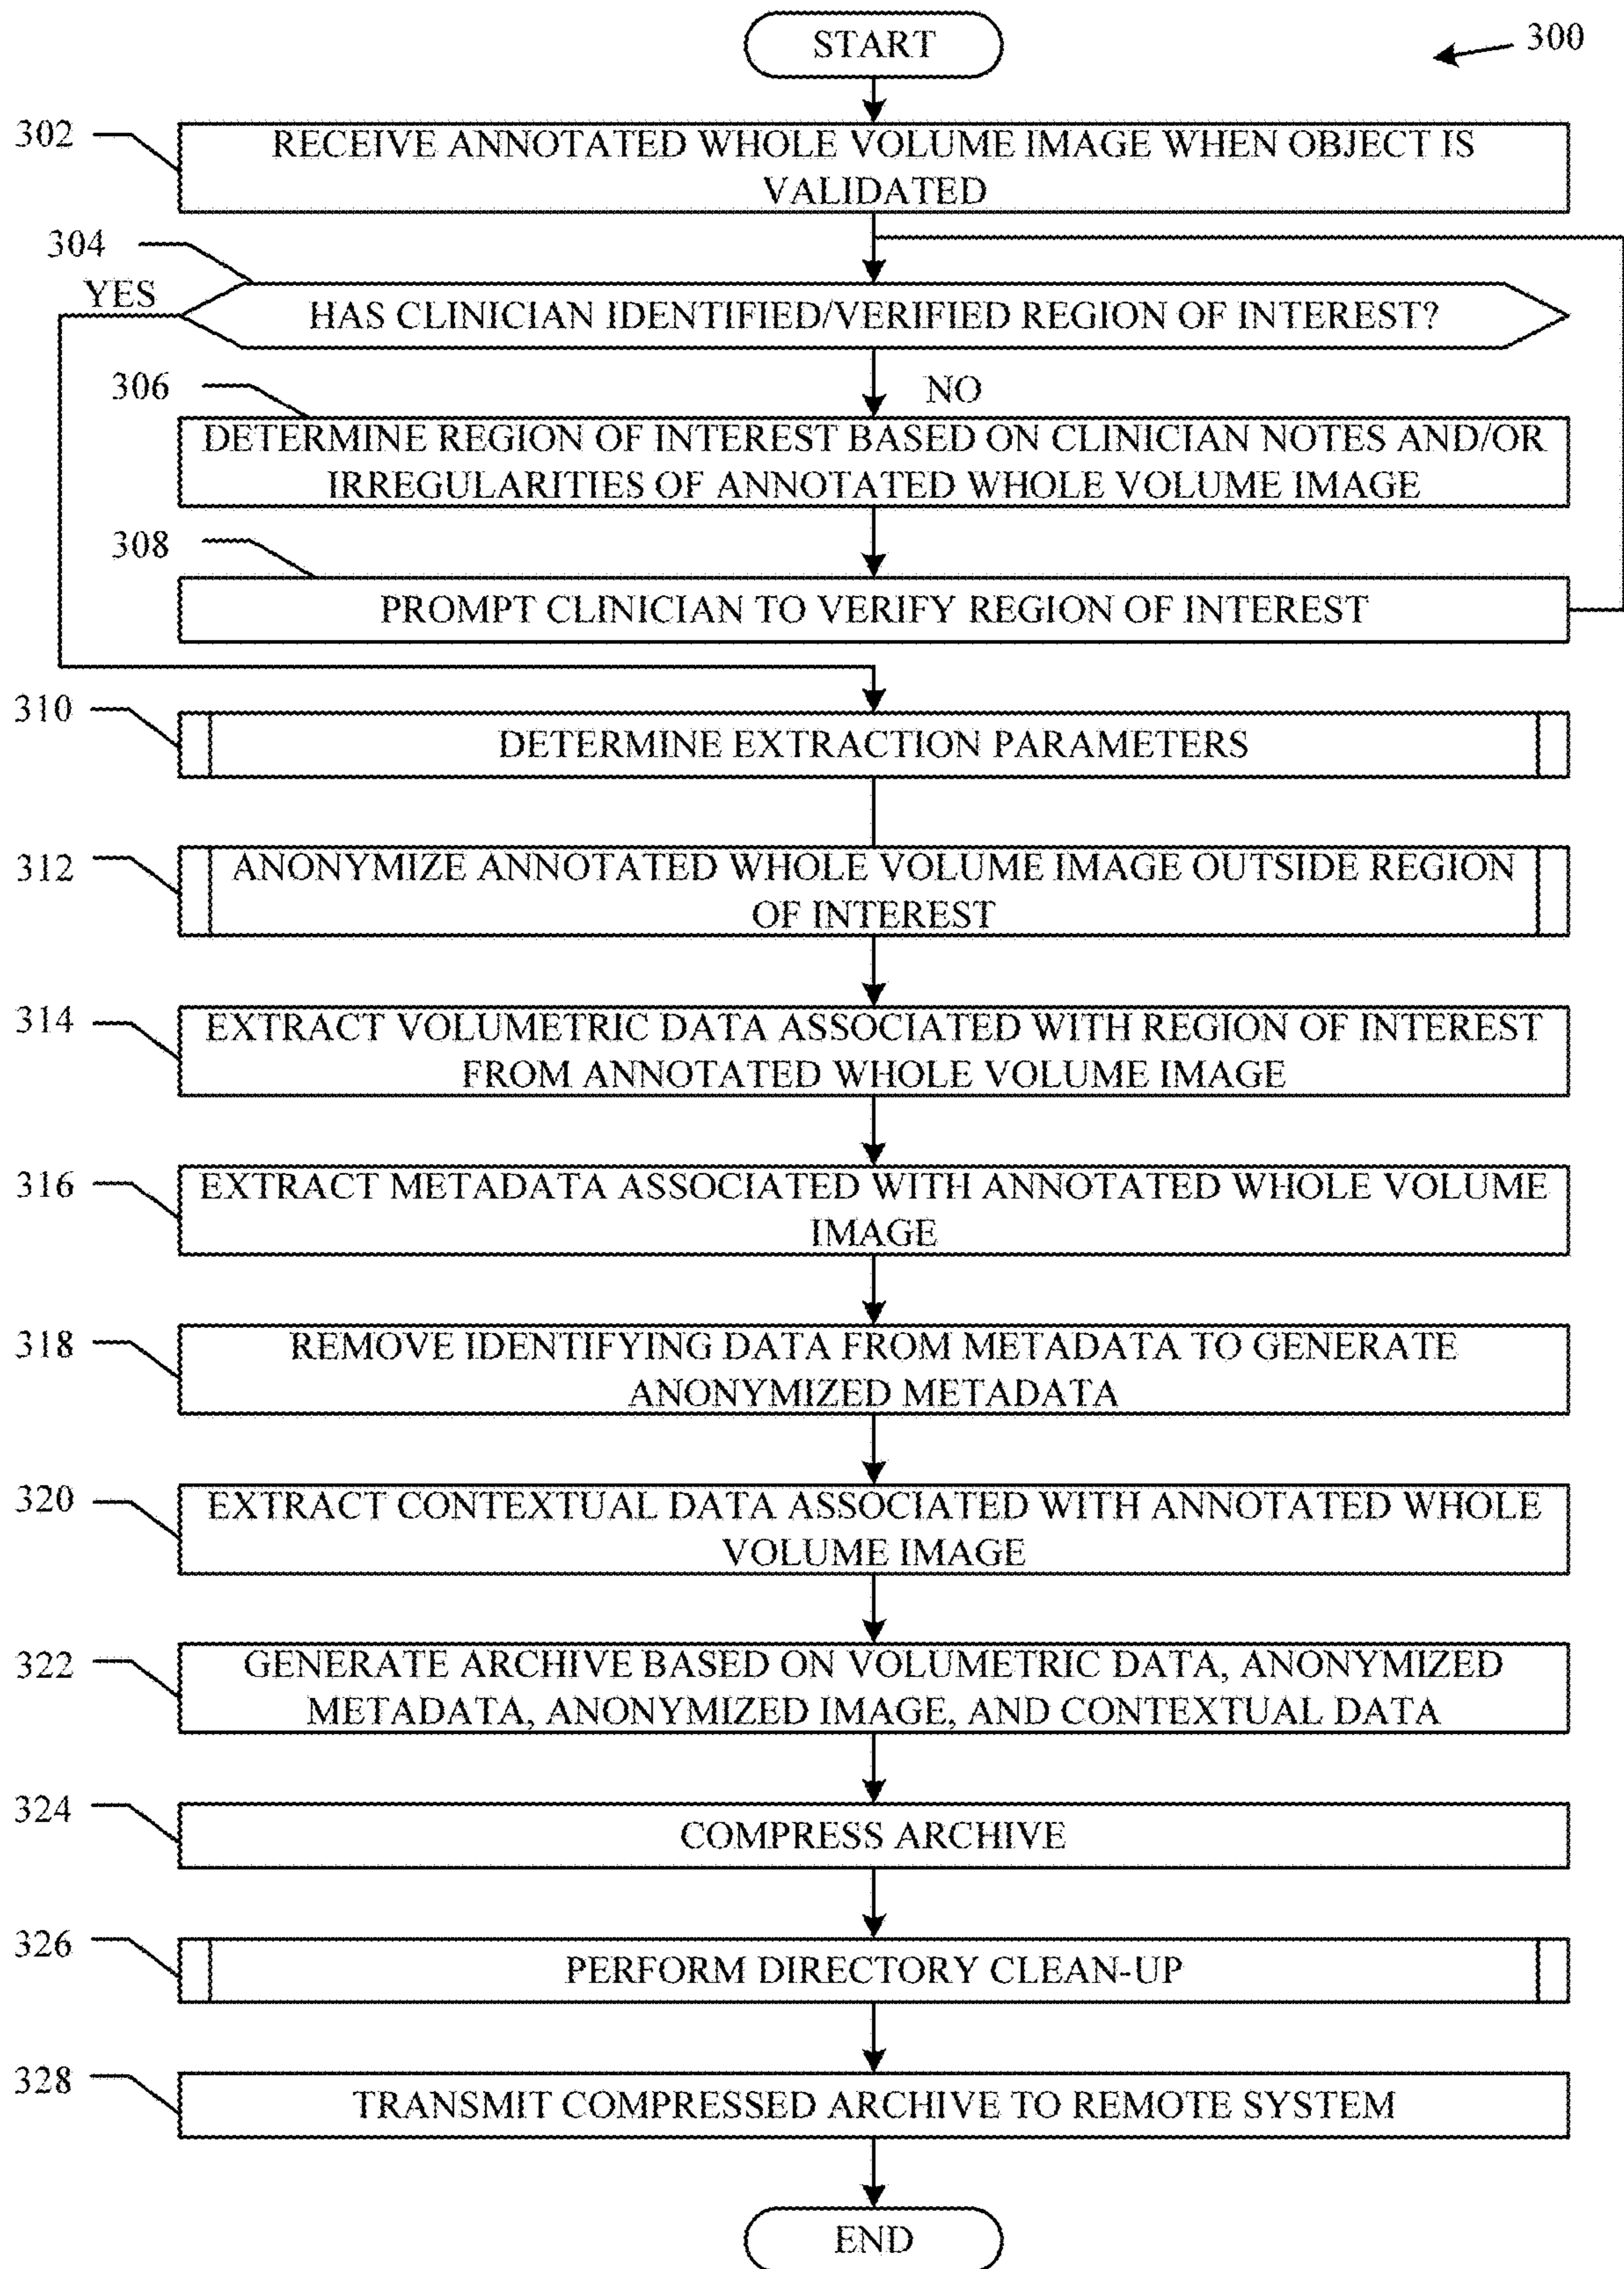 START
300
302
RECEIVE ANNOTATED WHOLE VOLUME IMAGE WHEN OBJECT IS
VALIDATED
304
YES
HAS CLINICIAN IDENTIFIED/VERIFIED REGION OF INTEREST?
306
NO
DETERMINE REGION OF INTEREST BASED ON CLINICIAN NOTES AND/OR
IRREGULARITIES OF ANNOTATED WHOLE VOLUME IMAGE
308
PROMPT CLINICIAN TO VERIFY REGION OF INTEREST
310
DETERMINE EXTRACTION PARAMETERS
312
ANONYMIZE ANNOTATED WHOLE VOLUME IMAGE OUTSIDE REGION
OF INTEREST
314
EXTRACT VOLUMETRIC DATA ASSOCIATED WITH REGION OF INTEREST
FROM ANNOTATED WHOLE VOLUME IMAGE
316
EXTRACT METADATA ASSOCIATED WITH ANNOTATED WHOLE VOLUME
IMAGE
318
REMOVE IDENTIFYING DATA FROM METADATA TO GENERATE
ANONYMIZED METADATA
320
EXTRACT CONTEXTUAL DATA ASSOCIATED WITH ANNOTATED WHOLE
VOLUME IMAGE
322
GENERATE ARCHIVE BASED ON VOLUMETRIC DATA, ANONYMIZED
METADATA, ANONYMIZED IMAGE, AND CONTEXTUAL DATA
324
COMPRESS ARCHIVE
326
PERFORM DIRECTORY CLEAN-UP
328
TRANSMIT COMPRESSED ARCHIVE TO REMOTE SYSTEM
END